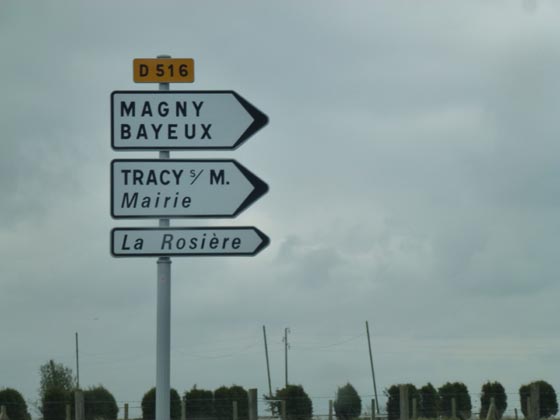 D 516
MAGNY
BAYEUX
TRACY s/ M.
Mairie
La Rosière